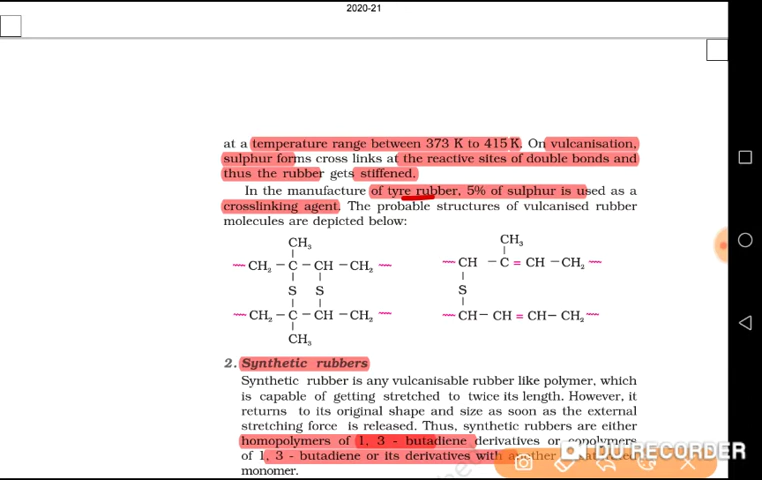 2020-21
at a temperature range between 373 K to 415 K. On vulcanisation,
sulphur forms cross links at the reactive sites of double bonds and
thus the rubber gets stiffened.
In the manufacture of tyre rubber, 5% of sulphur is used as a
crosslinking agent. The probable structures of vulcanised rubber
molecules are depicted below:
CH₃
CH₂ – C – CH – CH₂
S S
CH₂ – C – CH – CH₂
CH₃
CH₃
CH – C = CH – CH₂
S
CH – CH = CH – CH₂
2. Synthetic rubbers
Synthetic rubber is any vulcanisable rubber like polymer, which
is capable of getting stretched to twice its length. However, it
returns to its original shape and size as soon as the external
stretching force is released. Thus, synthetic rubbers are either
homopolymers of 1, 3 - butadiene derivatives or copolymers
of 1, 3 - butadiene or its derivatives with another
monomer.
DU RECORDER